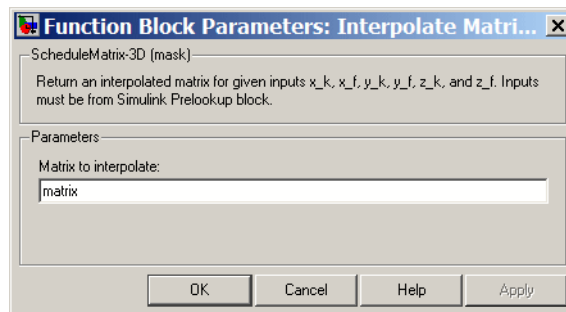 Function Block Parameters: Interpolate Matri...
ScheduleMatrix-3D (mask)
Return an interpolated matrix for given inputs x_k, x_f, y_k, y_f, z_k, and z_f. Inputs
must be from Simulink Prelookup block.
Parameters
Matrix to interpolate:
matrix
OK Cancel Help Apply